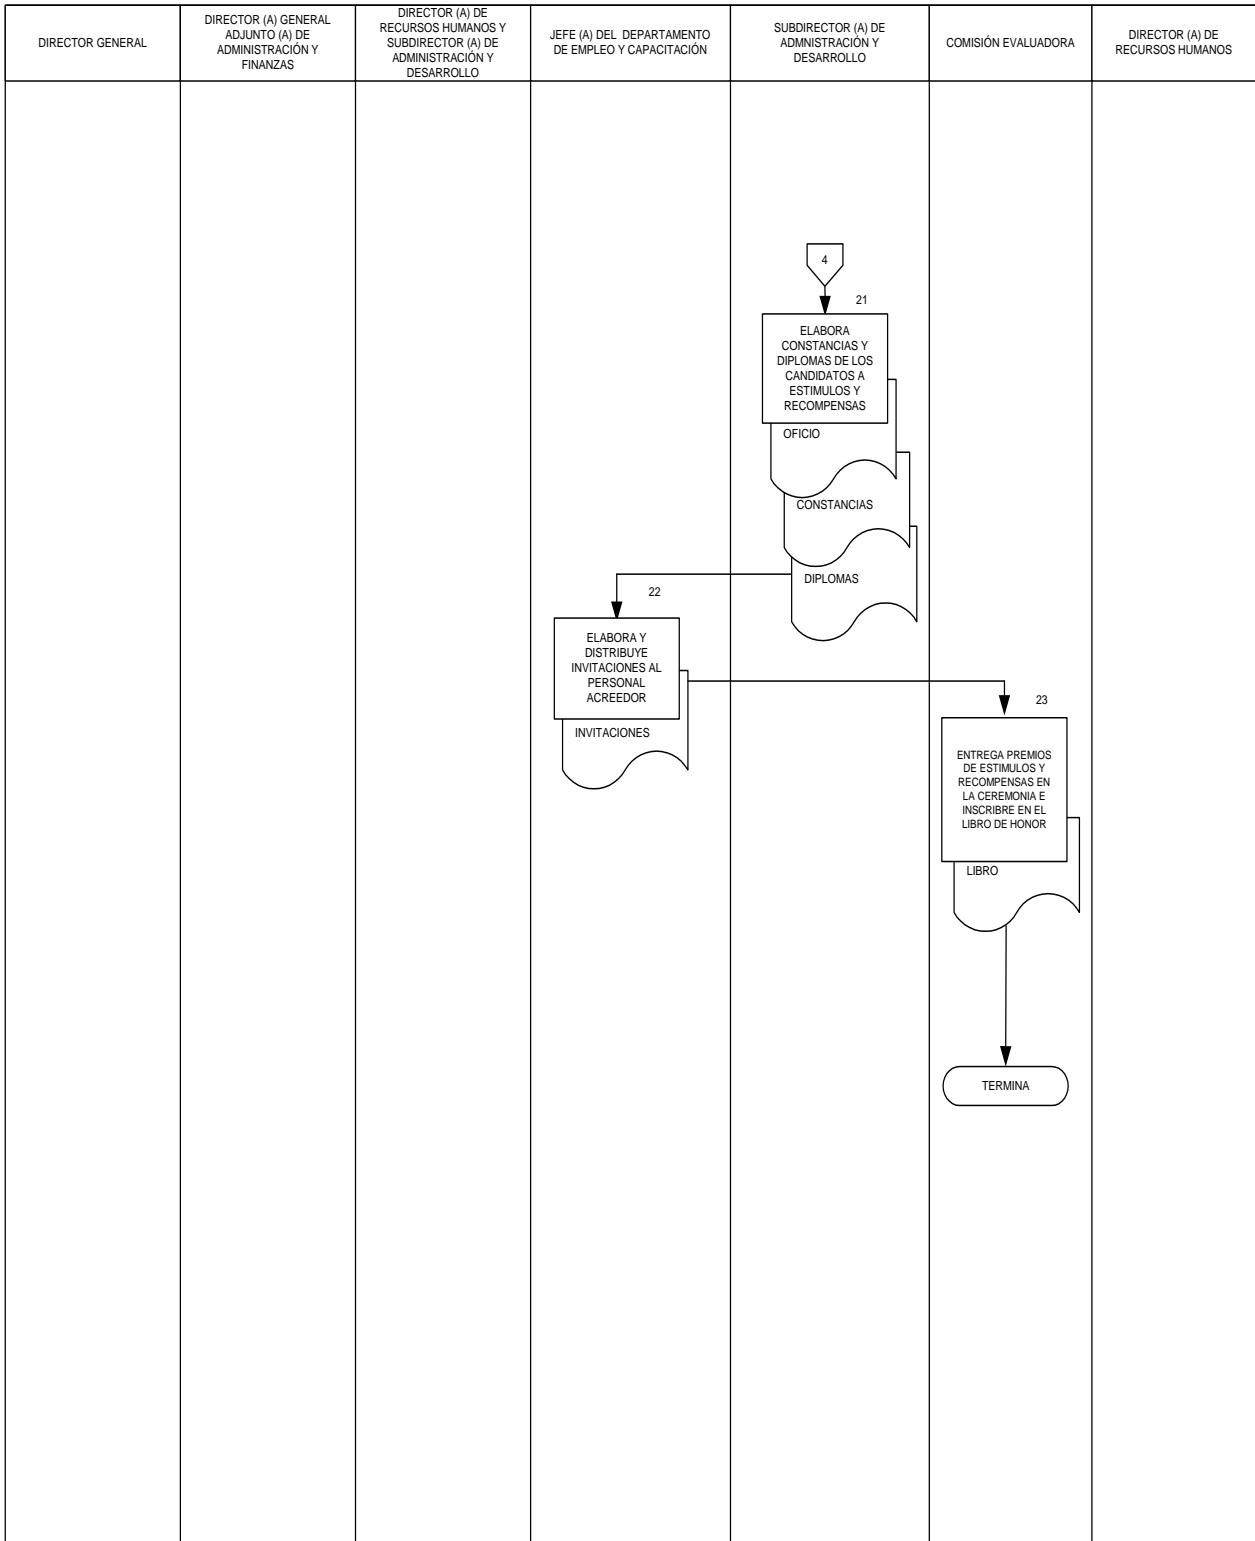 DIRECTOR GENERAL
DIRECTOR (A) GENERAL
ADJUNTO (A) DE
ADMINISTRACIÓN Y
FINANZAS
DIRECTOR (A) DE
RECURSOS HUMANOS Y
SUBDIRECTOR (A) DE
ADMINISTRACIÓN Y
DESARROLLO
JEFE (A) DEL DEPARTAMENTO
DE EMPLEO Y CAPACITACIÓN
SUBDIRECTOR (A) DE
ADMNISTRACIÓN Y
DESARROLLO
COMISIÓN EVALUADORA
DIRECTOR (A) DE
RECURSOS HUMANOS
4
21
ELABORA
CONSTANCIAS Y
DIPLOMAS DE LOS
CANDIDATOS A
ESTIMULOS Y
RECOMPENSAS
OFICIO
CONSTANCIAS
DIPLOMAS
22
ELABORA Y
DISTRIBUYE
INVITACIONES AL
PERSONAL
ACREEDOR
INVITACIONES
23
ENTREGA PREMIOS
DE ESTIMULOS Y
RECOMPENSAS EN
LA CEREMONIA E
INSCRIBRE EN EL
LIBRO DE HONOR
LIBRO
TERMINA